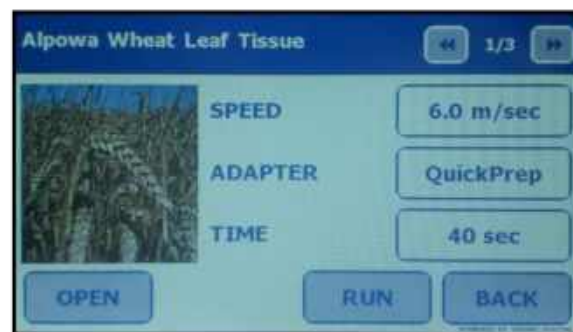 Alpowa Wheat Leaf Tissue
1/3
SPEED
6.0 m/sec
ADAPTER
QuickPrep
TIME
40 sec
OPEN
RUN
BACK